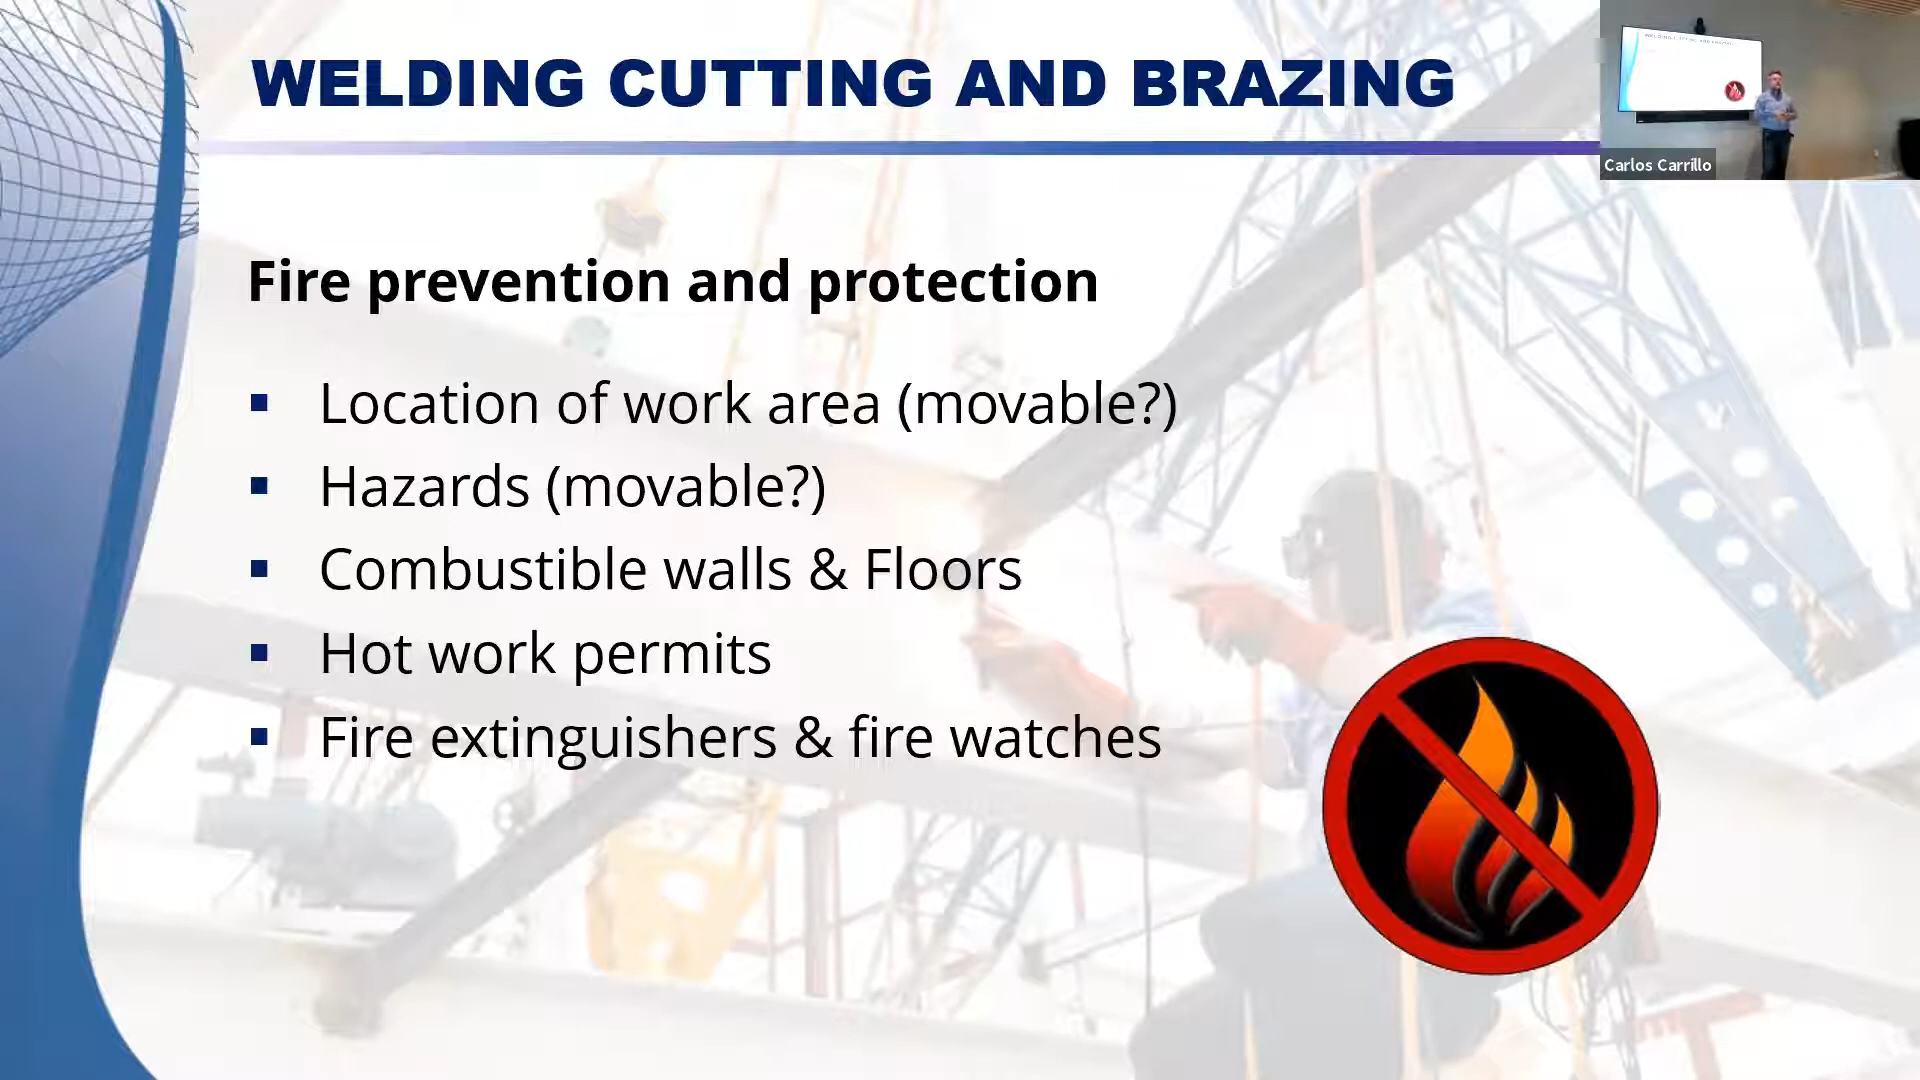 WELDING CUTTING AND BRAZING
Carlos Carrillo
Fire prevention and protection
▪ Location of work area (movable?)
▪ Hazards (movable?)
▪ Combustible walls & Floors
▪ Hot work permits
▪ Fire extinguishers & fire watches